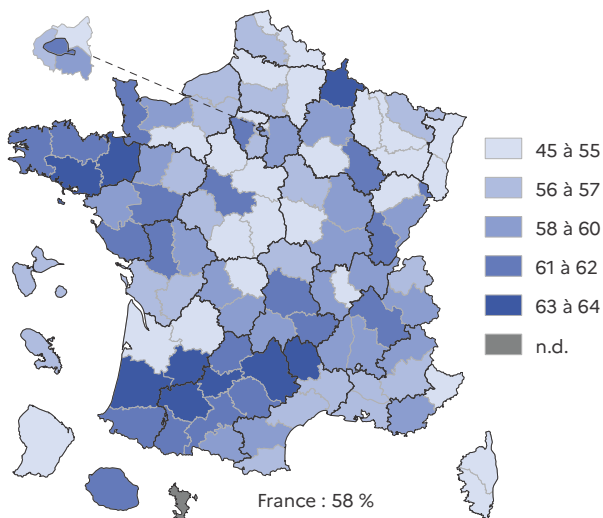 45 à 55
56 à 57
58 à 60
61 à 62
63 à 64
n.d.
France : 58 %